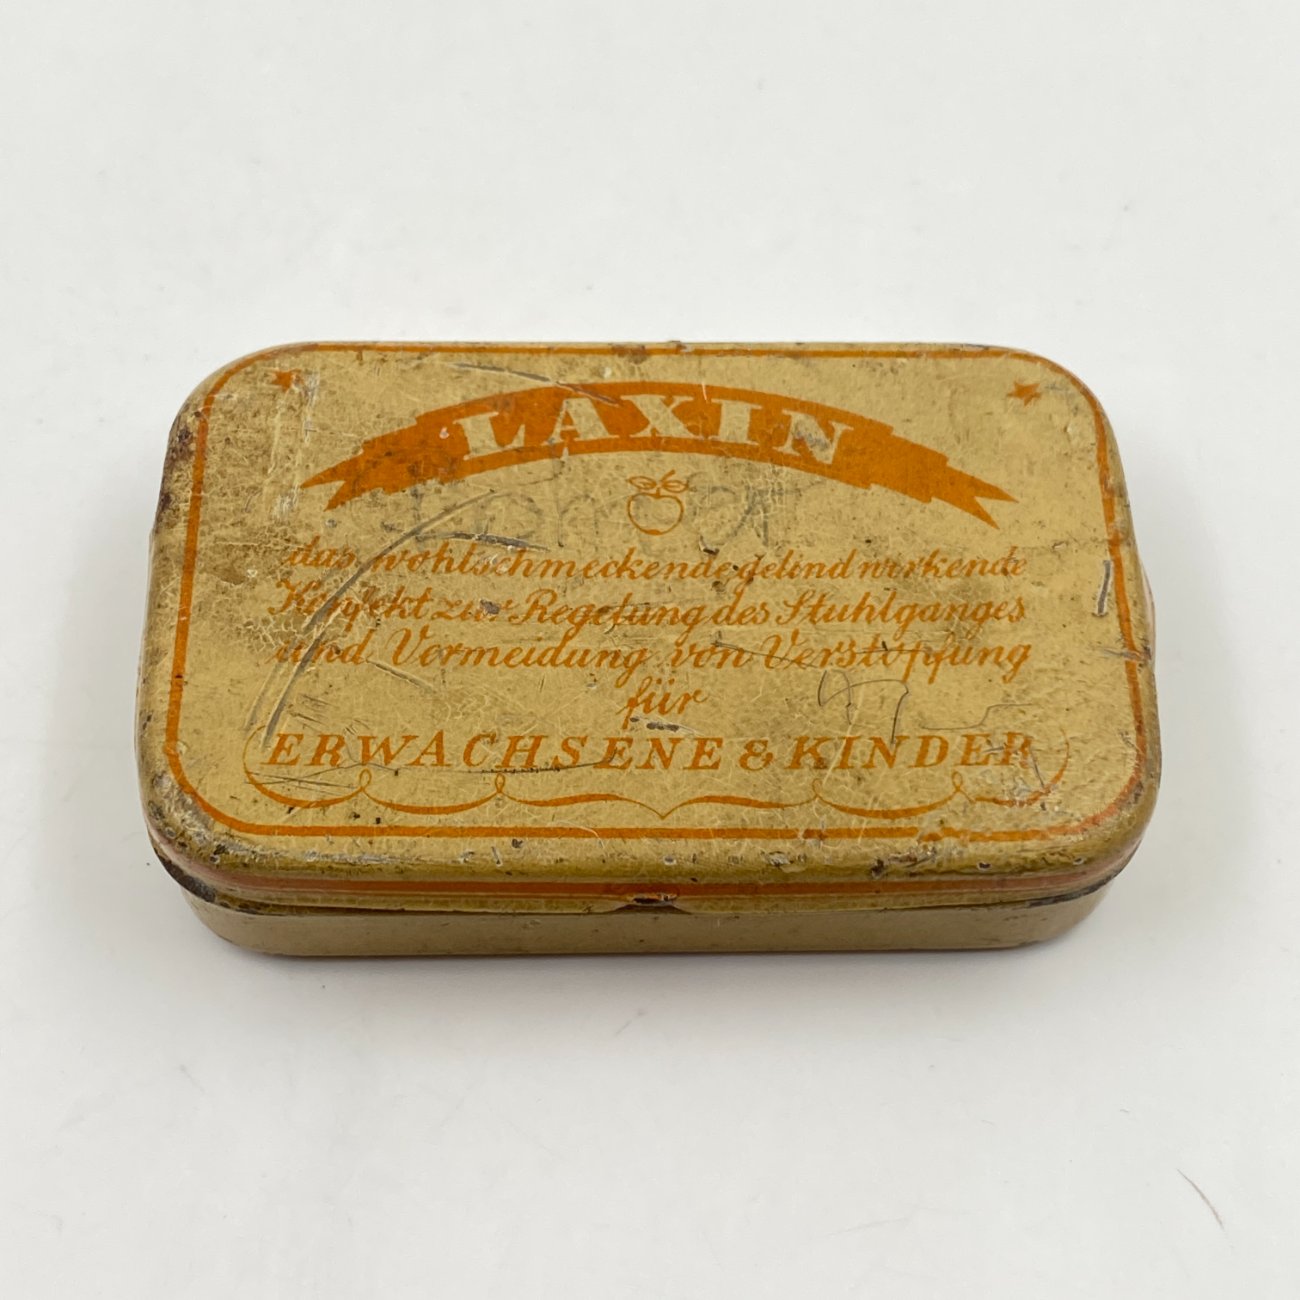 LAXIN
das wohlschmeckende gelind wirkende
Konfekt zur Regelung des Stuhlganges
und Vermeidung von Verstopfung
für
ERWACHSENE & KINDER